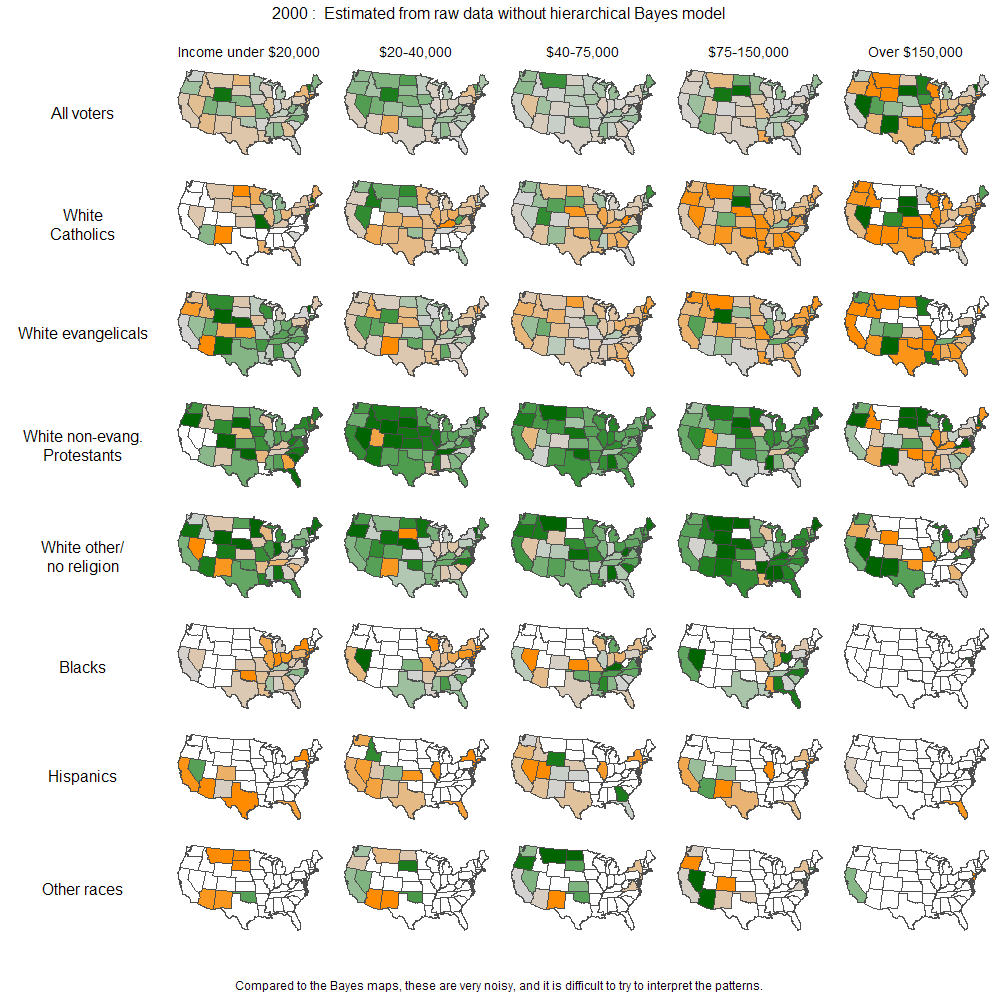 2000 :  Estimated from raw data without hierarchical Bayes model
Income under $20,000
$20-40,000
$40-75,000
$75-150,000
Over $150,000
All voters
White
Catholics
White evangelicals
White non-evang.
Protestants
White other/
no religion
Blacks
Hispanics
Other races
Compared to the Bayes maps, these are very noisy, and it is difficult to try to interpret the patterns.